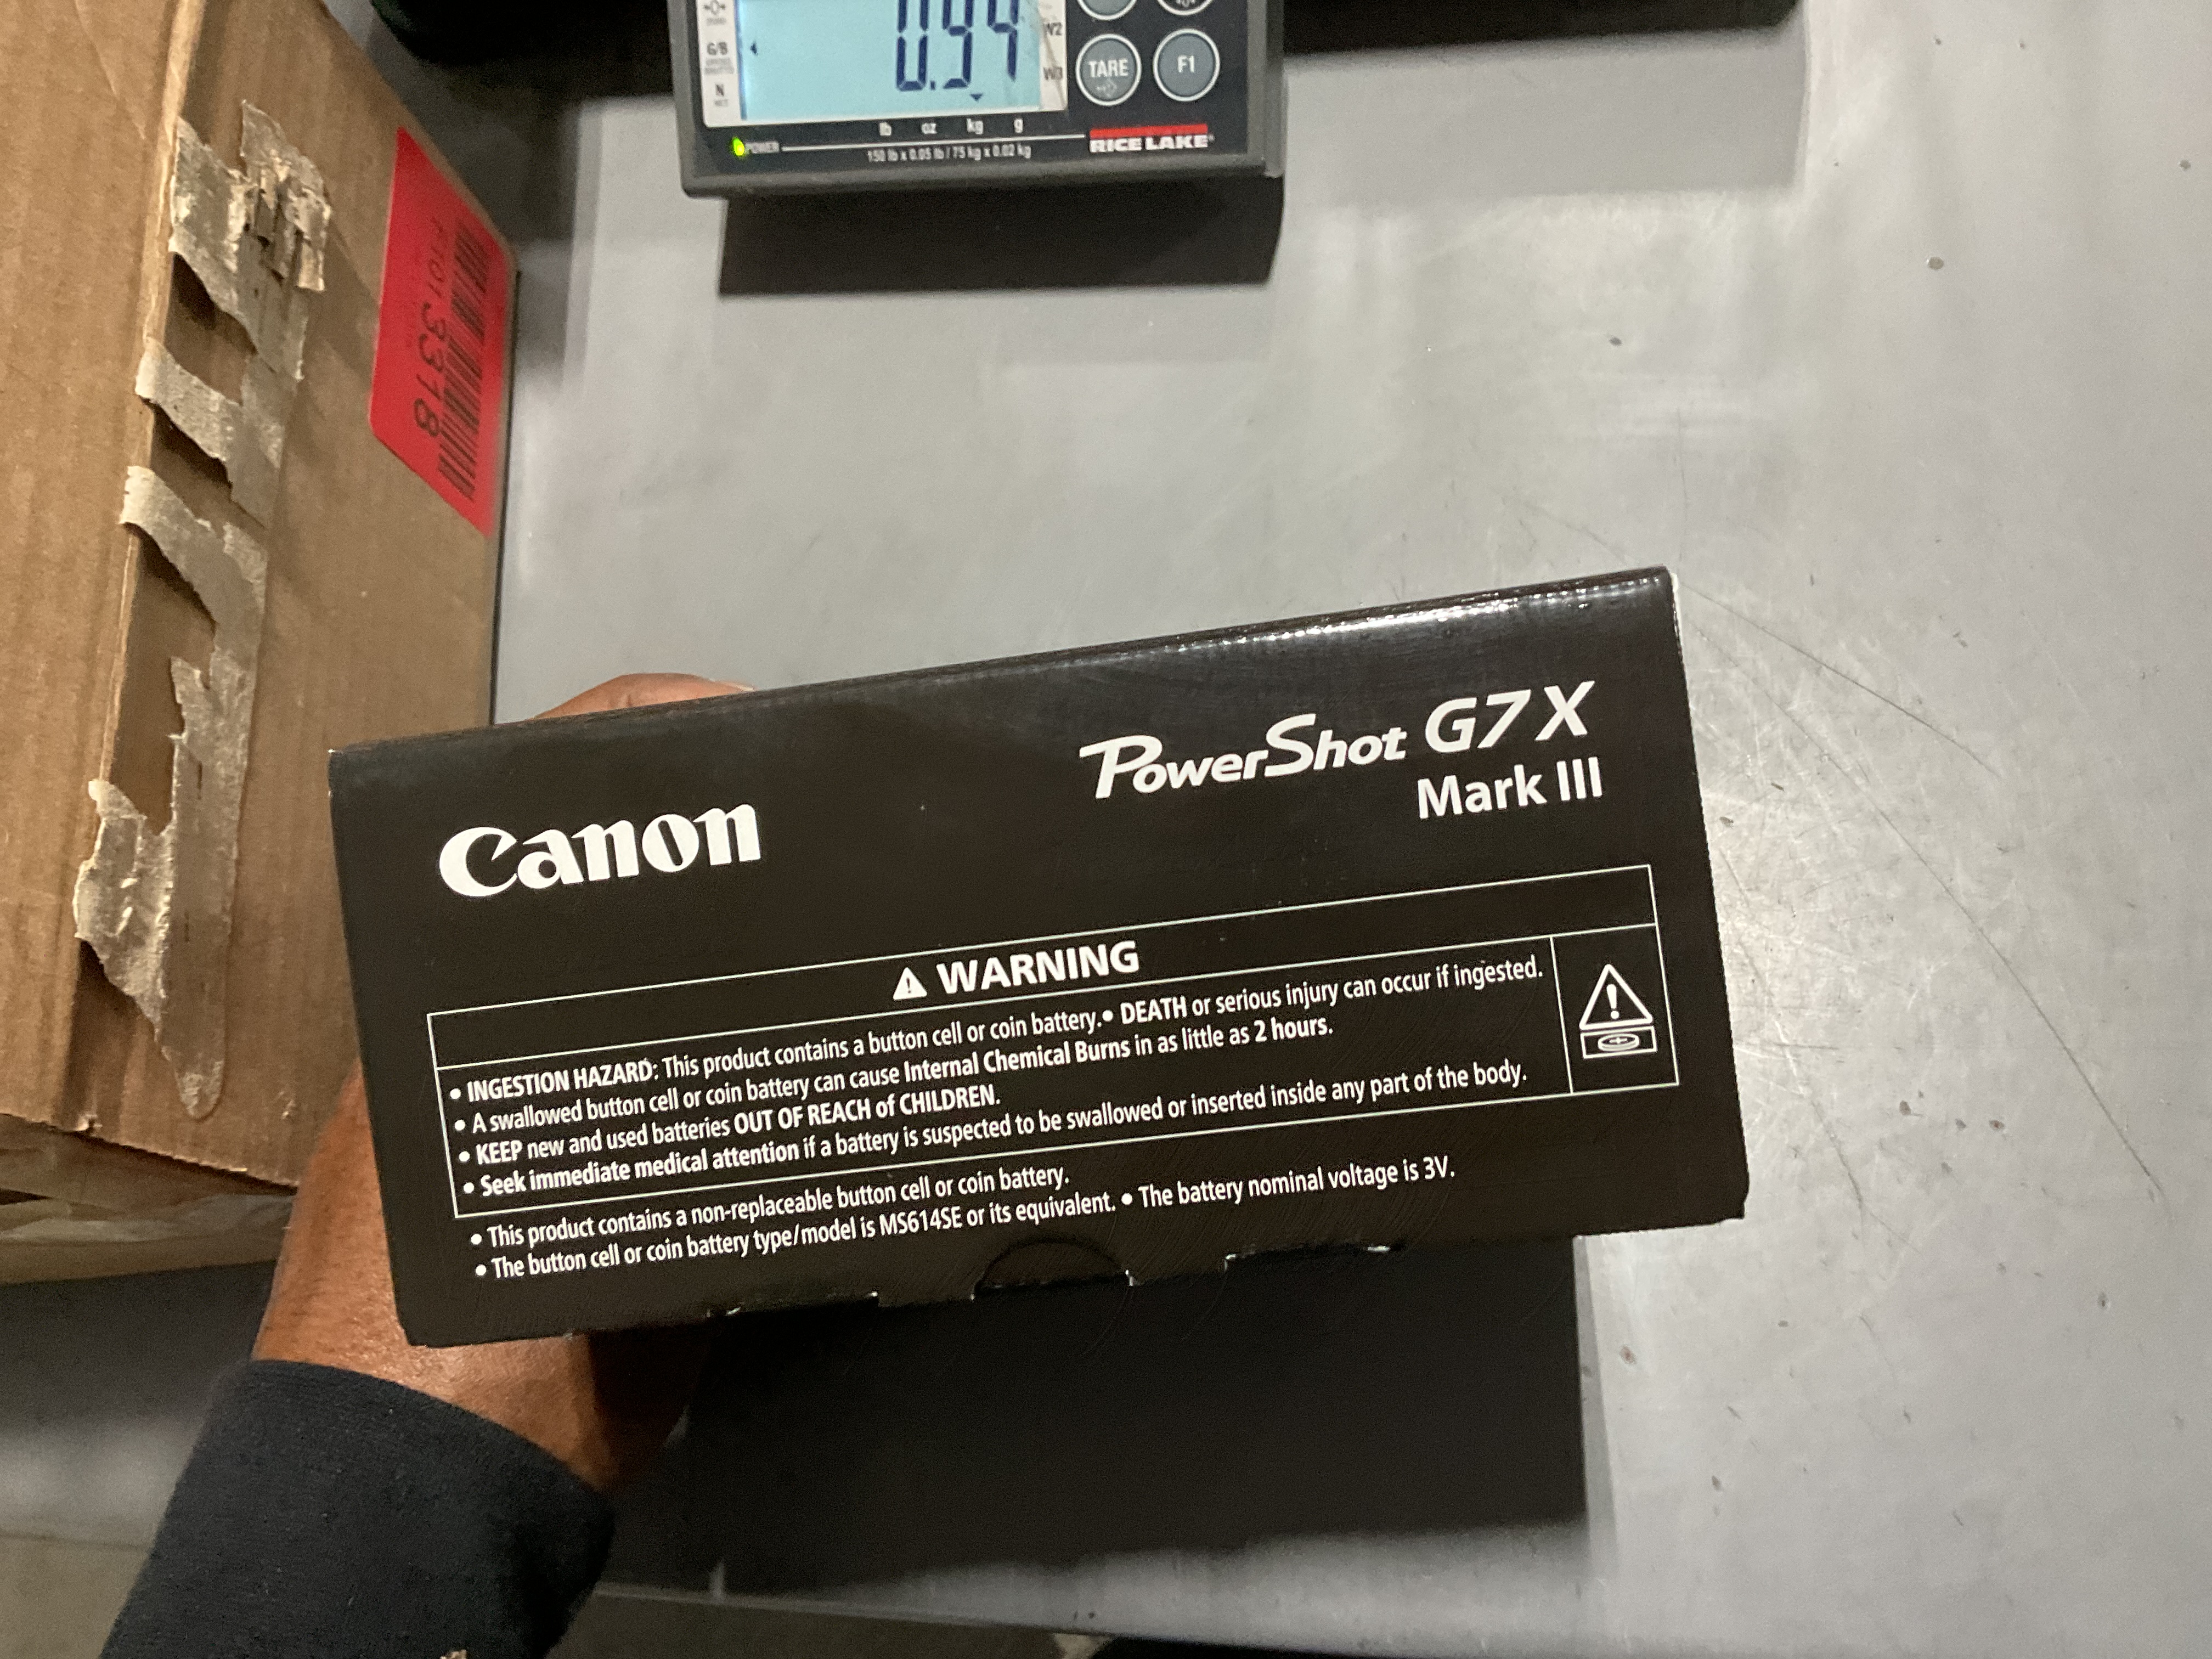 0.94
G/B
N
W2
W3
TARE
F1
lb oz kg g
POWER
150 lb x 0.05 lb / 75 kg x 0.02 kg
RICE LAKE
3318
Canon
PowerShot G7 X
Mark III
⚠ WARNING
• INGESTION HAZARD: This product contains a button cell or coin battery. • DEATH or serious injury can occur if ingested.
• A swallowed button cell or coin battery can cause Internal Chemical Burns in as little as 2 hours.
• KEEP new and used batteries OUT OF REACH of CHILDREN.
• Seek immediate medical attention if a battery is suspected to be swallowed or inserted inside any part of the body.
• This product contains a non-replaceable button cell or coin battery.
• The button cell or coin battery type/model is MS614SE or its equivalent. • The battery nominal voltage is 3V.